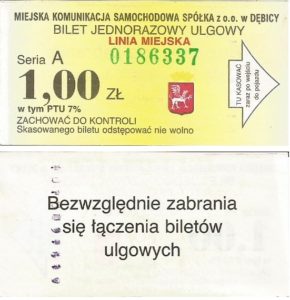 MIEJSKA KOMUNIKACJA SAMOCHODOWA SPÓŁKA z o.o. w DĘBICY
BILET JEDNORAZOWY ULGOWY
LINIA MIEJSKA
Seria A 0186337
1,00 ZŁ
w tym PTU 7%
ZACHOWAĆ DO KONTROLI
Skasowanego biletu odstępować nie wolno
TU KASOWAĆ
zaraz po wejściu
do pojazdu
Bezwzględnie zabrania
się łączenia biletów
ulgowych